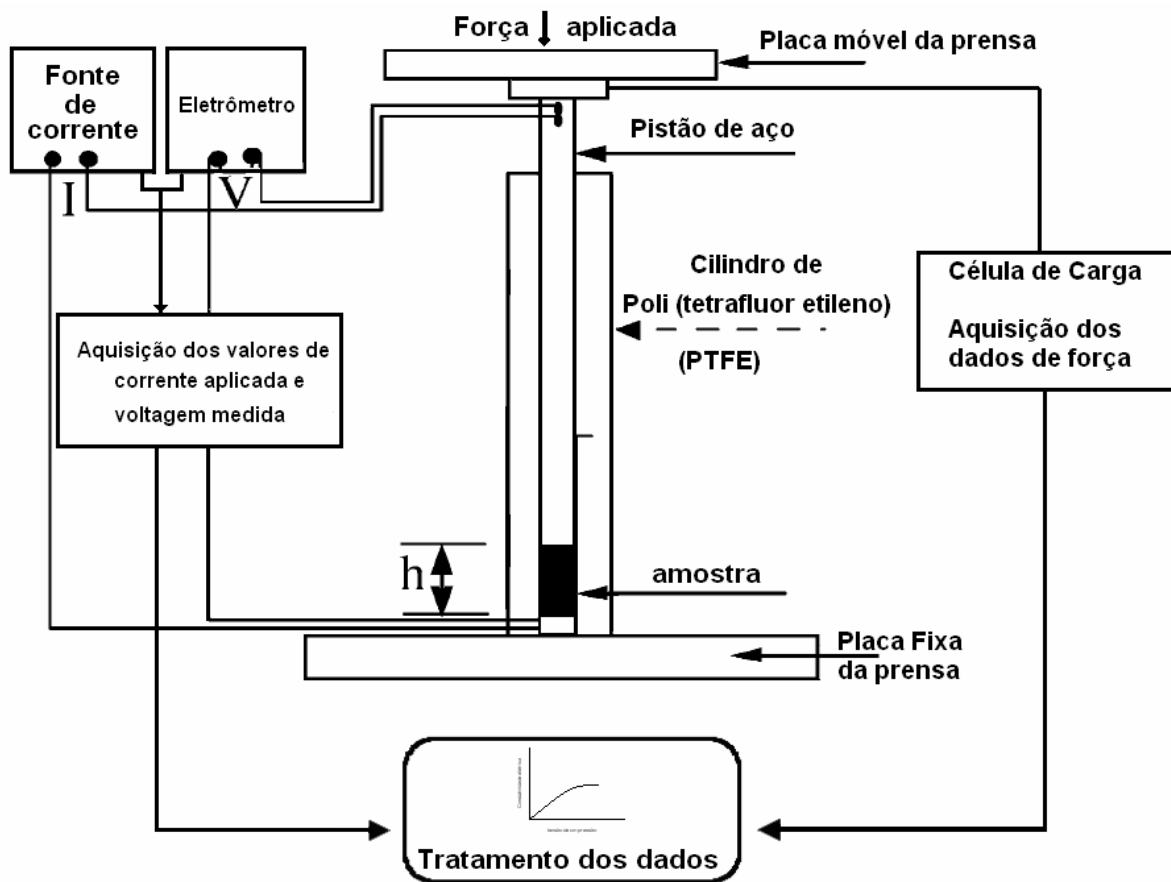 Força aplicada
Placa móvel da prensa
Fonte
de
corrente
Eletrômetro
Pistão de aço
I
V
Cilindro de
Poli (tetrafluor etileno)
(PTFE)
Célula de Carga
Aquisição dos
dados de força
Aquisição dos valores de
corrente aplicada e
voltagem medida
h
amostra
Placa Fixa
da prensa
Tratamento dos dados